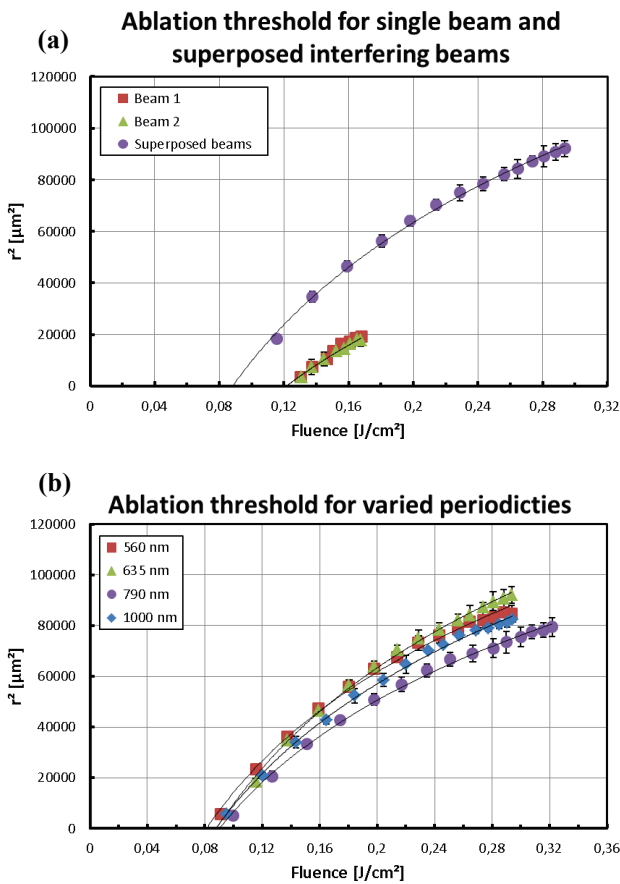 (a)
Ablation threshold for single beam and
superposed interfering beams
120000
100000
80000
60000
40000
20000
0
r² [µm²]
Beam 1
Beam 2
Superposed beams
0 0,04 0,08 0,12 0,16 0,2 0,24 0,28 0,32
Fluence [J/cm²]
(b)
Ablation threshold for varied periodicties
120000
100000
80000
60000
40000
20000
0
r² [µm²]
560 nm
635 nm
790 nm
1000 nm
0 0,04 0,08 0,12 0,16 0,2 0,24 0,28 0,32 0,36
Fluence [J/cm²]